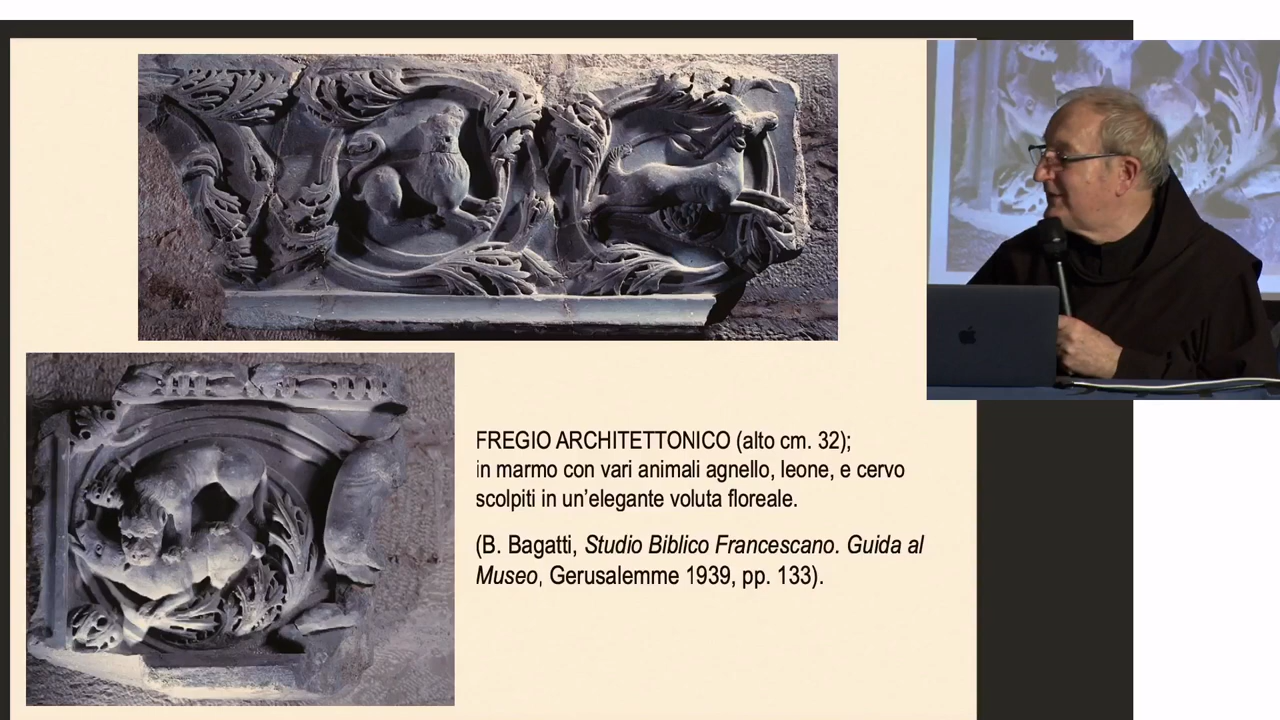 FREGIO ARCHITETTONICO (alto cm. 32);
in marmo con vari animali agnello, leone, e cervo
scolpiti in un’elegante voluta floreale.
(B. Bagatti, Studio Biblico Francescano. Guida al
Museo, Gerusalemme 1939, pp. 133).